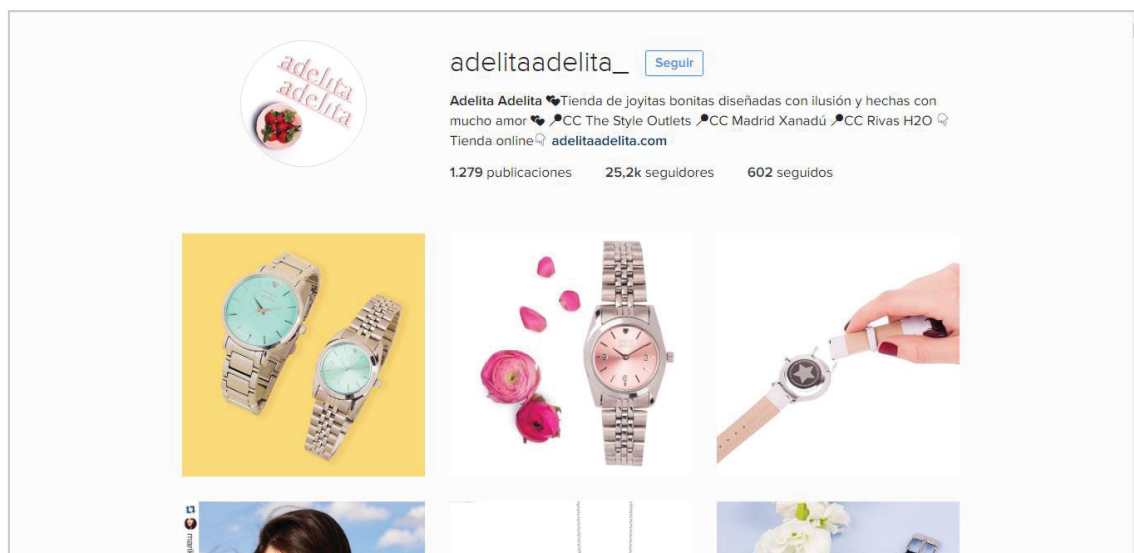 adelita
adelita
adelitaadelita_ Seguir
Adelita Adelita 💕Tienda de joyitas bonitas diseñadas con ilusión y hechas con
mucho amor 💕 📍CC The Style Outlets 📍CC Madrid Xanadú 📍CC Rivas H2O 👇
Tienda online👇 adelitaadelita.com
1.279 publicaciones 25,2k seguidores 602 seguidos